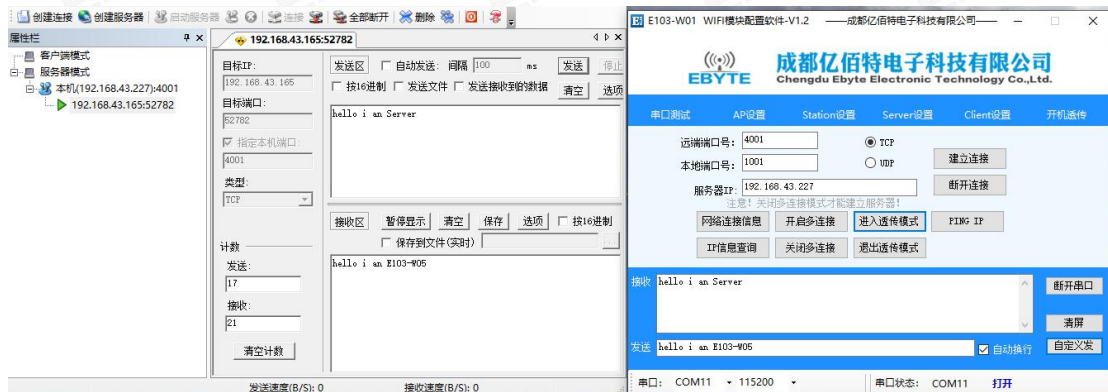 创建连接 创建服务器 启动服务器 连接 全部断开 删除
属性栏
客户端模式
服务器模式
本机(192.168.43.227):4001
192.168.43.165:52782
192.168.43.165:52782
目标IP:
192.168.43.165
目标端口:
52782
指定本机端口:
4001
类型:
TCP
计数
发送:
17
接收:
21
清空计数
发送区 自动发送: 间隔 100 ms 发送 停止
按16进制 发送文件 发送接收到的数据 清空 选项
hello i an Server
接收区 暂停显示 清空 保存 选项 按16进制
保存到文件(实时)
hello i an E103-W05
发送速度(B/S): 0 接收速度(B/S): 0
E103-W01 WIFI模块配置软件-V1.2 ——成都亿佰特电子科技有限公司——
EBYTE
成都亿佰特电子科技有限公司
Chengdu Ebyte Electronic Technology Co.,Ltd.
串口测试 AP设置 Station设置 Server设置 Client设置 开机透传
远端端口号: 4001 TCP
本地端口号: 1001 UDP 建立连接
服务器IP: 192.168.43.227 断开连接
注意! 关闭多连接模式才能建立服务器!
网络连接信息 开启多连接 进入透传模式 PING IP
IP信息查询 关闭多连接 退出透传模式
接收 hello i an Server 断开串口
清屏
发送 hello i an E103-W05 自动换行 自定义发
串口: COM11 115200 串口状态: COM11 打开